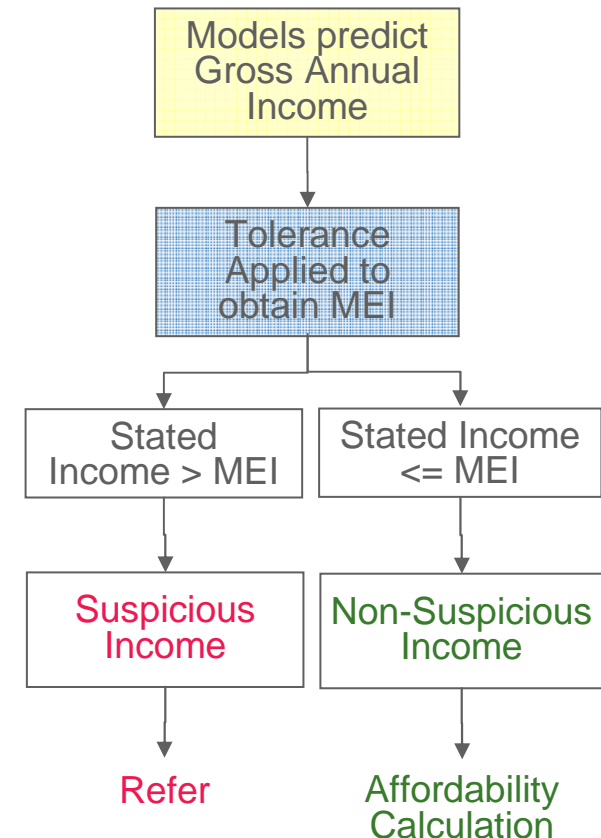 Models predict
Gross Annual
Income
Tolerance
Applied to
obtain MEI
Stated
Income > MEI
Stated Income
<= MEI
Suspicious
Income
Non-Suspicious
Income
Refer
Affordability
Calculation